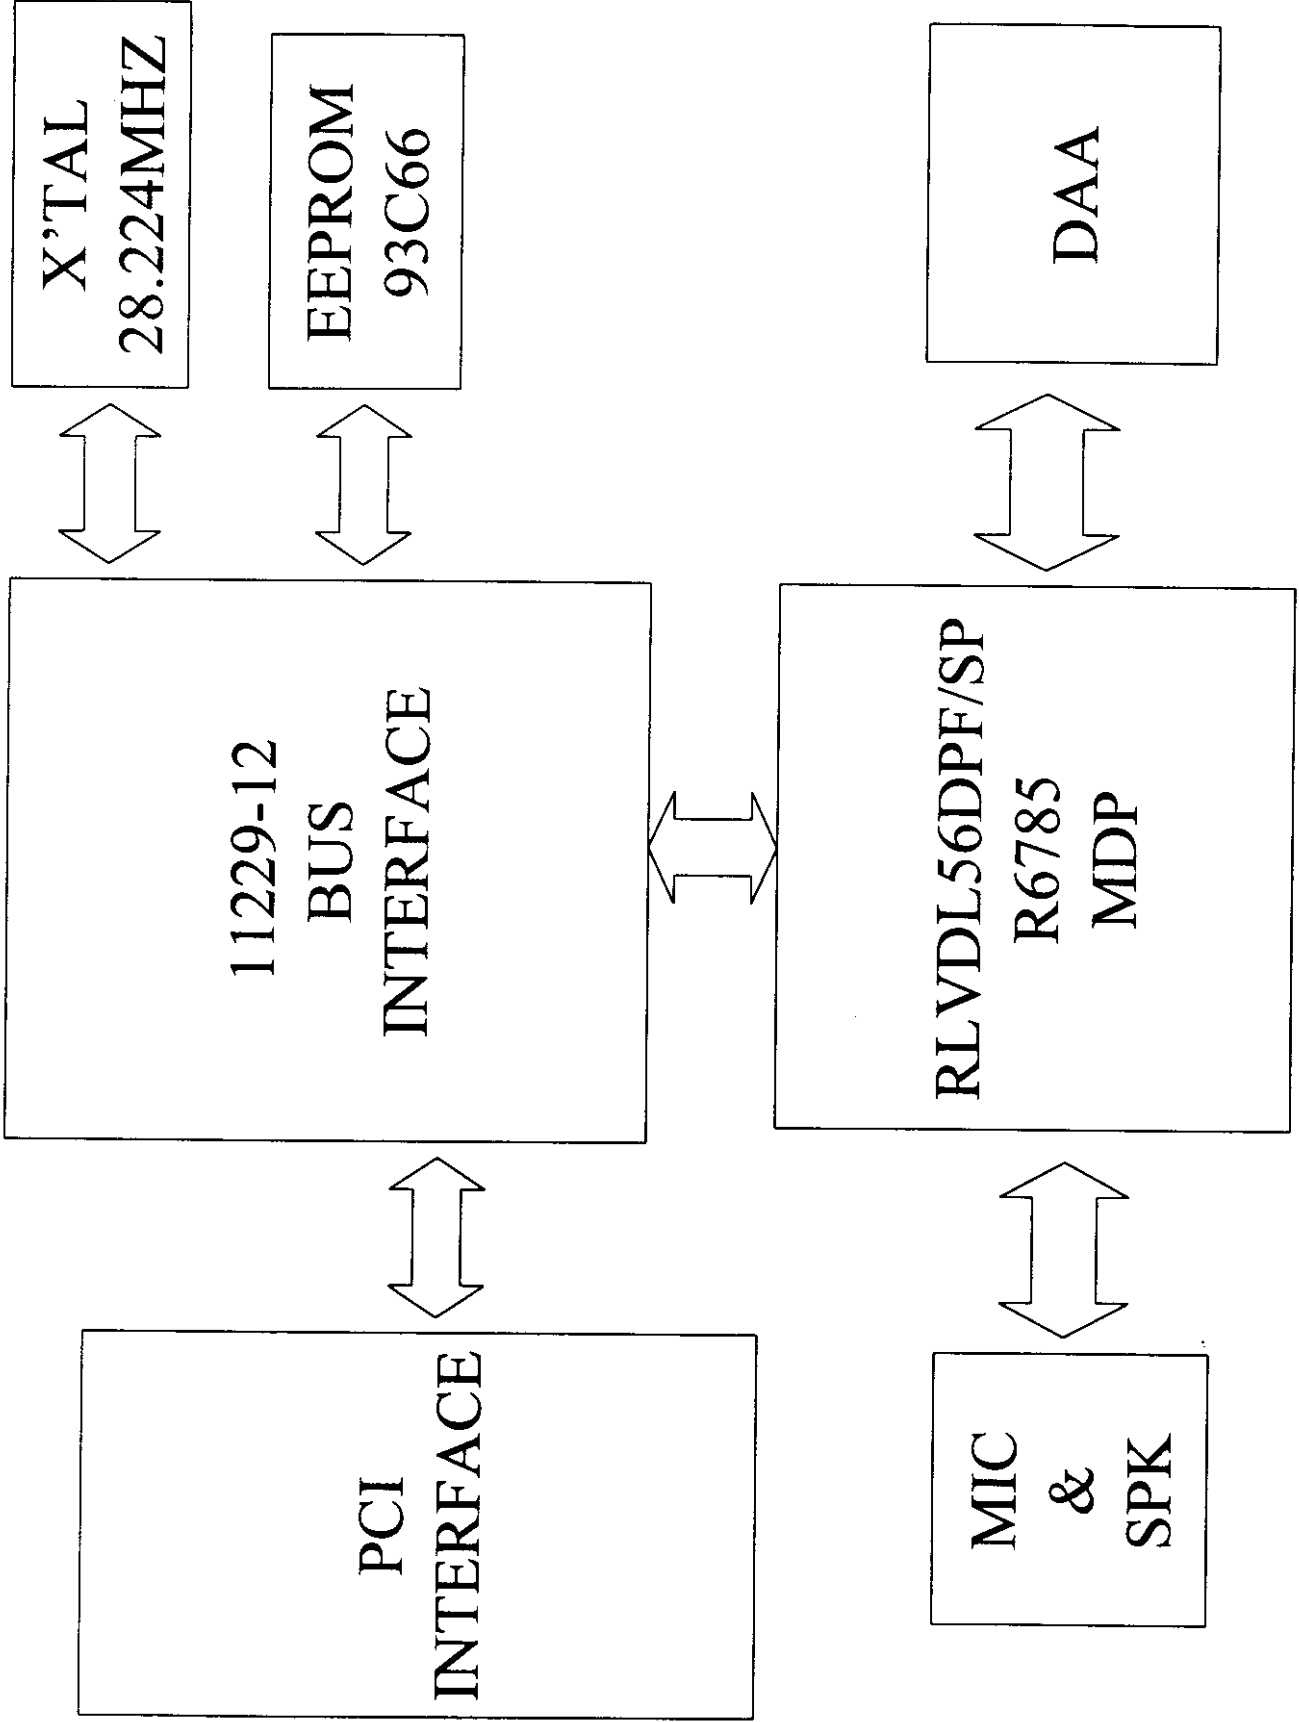 X'TAL
28.224MHZ
EEPROM
93C66
11229-12
BUS
INTERFACE
PCI
INTERFACE
DAA
RLVDL56DPF/SP
R6785
MDP
MIC
&
SPK